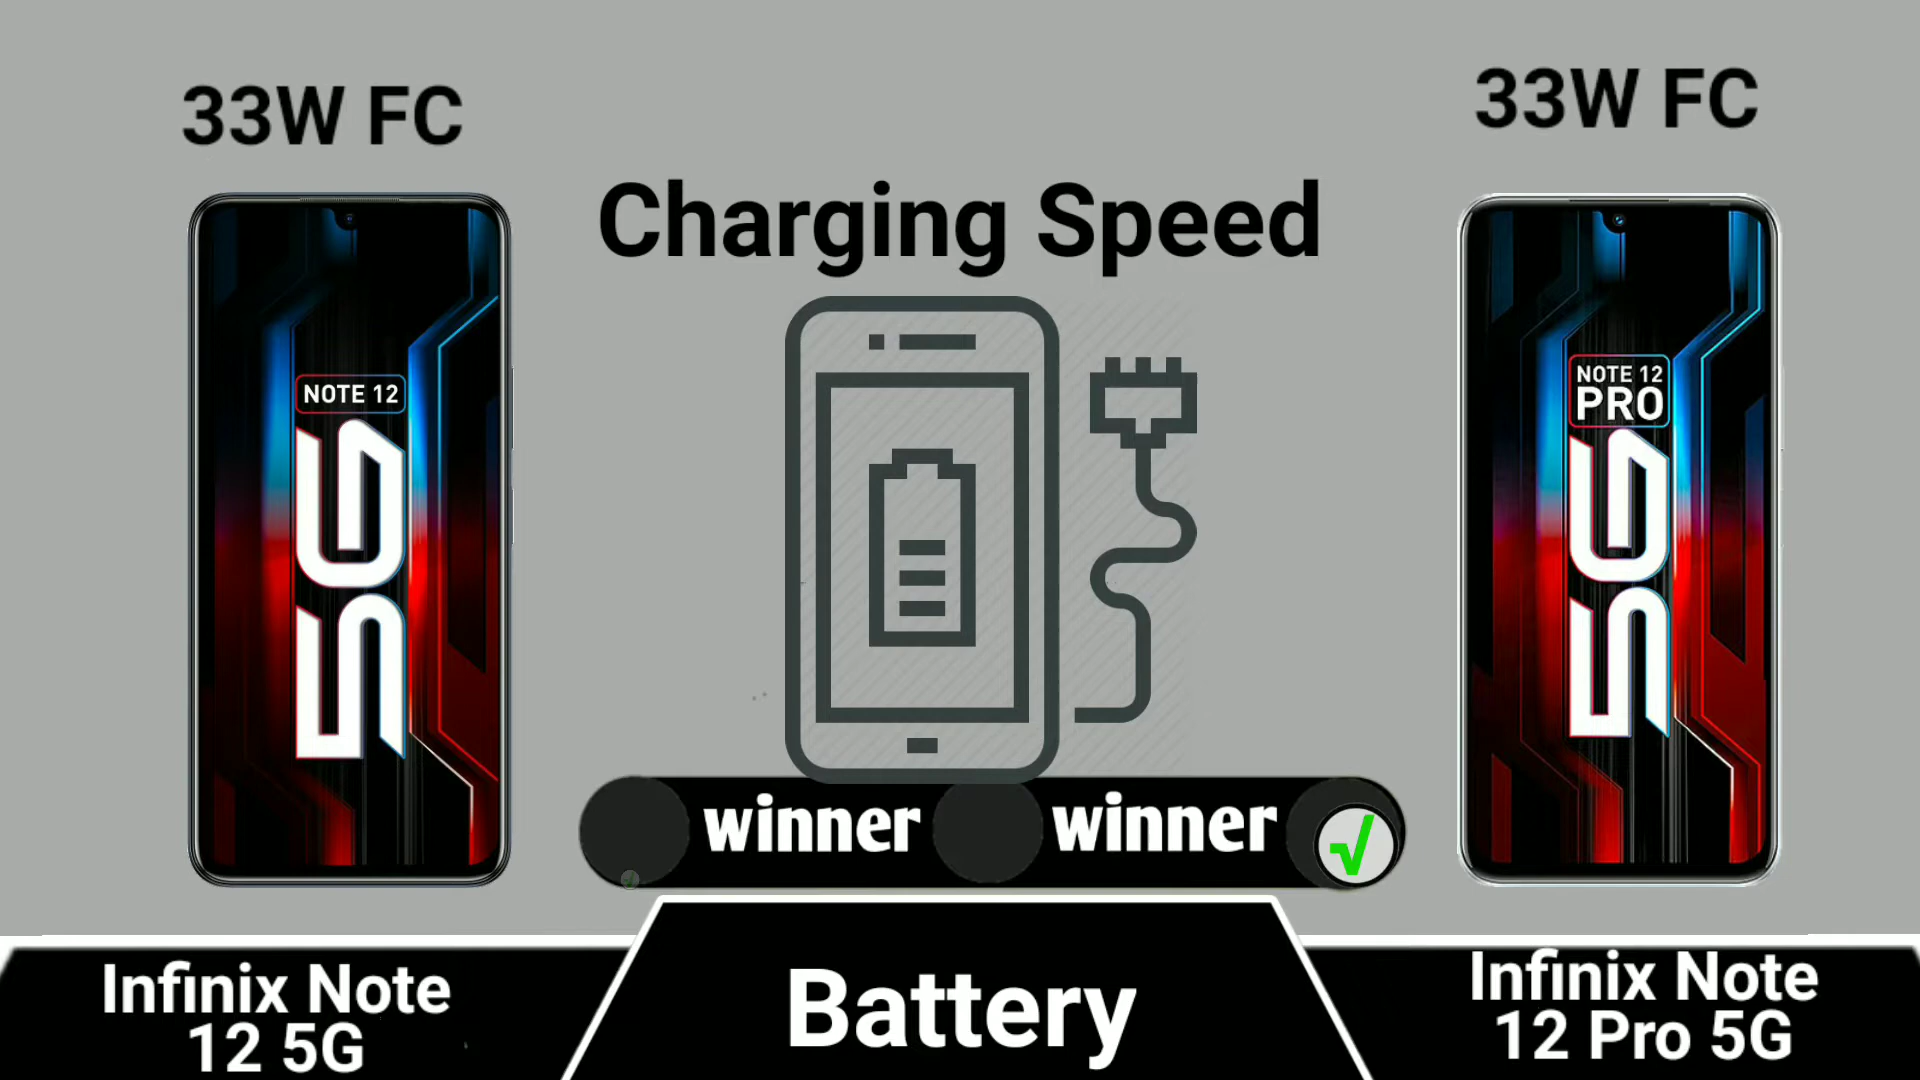 33W FC
33W FC
Charging Speed
NOTE 12
5G
NOTE 12
PRO
5G
winner
winner
Infinix Note
12 5G
Battery
Infinix Note
12 Pro 5G